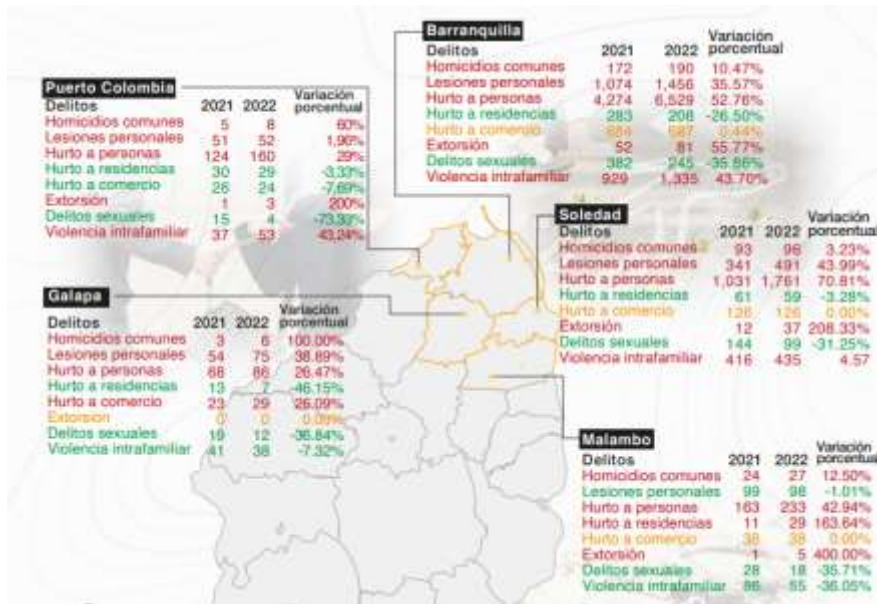 Barranquilla
Delitos 2021 2022 Variación porcentual
Homicidios comunes 172 190 10.47%
Lesiones personales 1,074 1,456 35.57%
Hurto a personas 4,274 6,529 52.76%
Hurto a residencias 283 208 -26.50%
Hurto a comercio 684 687 0.44%
Extorsión 52 81 55.77%
Delitos sexuales 382 245 -35.86%
Violencia intrafamiliar 929 1,335 43.70%
Puerto Colombia
Delitos 2021 2022 Variación porcentual
Homicidios comunes 5 8 60%
Lesiones personales 51 52 1,96%
Hurto a personas 124 160 29%
Hurto a residencias 30 29 -3,33%
Hurto a comercio 26 24 -7,69%
Extorsión 1 3 200%
Delitos sexuales 15 4 -73,33%
Violencia intrafamiliar 37 53 43,24%
Soledad
Delitos 2021 2022 Variación porcentual
Homicidios comunes 93 96 3.23%
Lesiones personales 341 491 43.99%
Hurto a personas 1,031 1,761 70.81%
Hurto a residencias 61 59 -3.28%
Hurto a comercio 126 126 0.00%
Extorsión 12 37 208.33%
Delitos sexuales 144 99 -31.25%
Violencia intrafamiliar 416 435 4.57
Galapa
Delitos 2021 2022 Variación porcentual
Homicidios comunes 3 6 100.00%
Lesiones personales 54 75 38.89%
Hurto a personas 68 86 26.47%
Hurto a residencias 13 7 -46.15%
Hurto a comercio 23 29 26.09%
Extorsión 0 0 0.00%
Delitos sexuales 19 12 -36.84%
Violencia intrafamiliar 41 38 -7.32%
Malambo
Delitos 2021 2022 Variación porcentual
Homicidios comunes 24 27 12.50%
Lesiones personales 99 98 -1.01%
Hurto a personas 163 233 42.94%
Hurto a residencias 11 29 163.64%
Hurto a comercio 38 38 0.00%
Extorsión 1 5 400.00%
Delitos sexuales 28 18 -35.71%
Violencia intrafamiliar 86 55 -36.05%